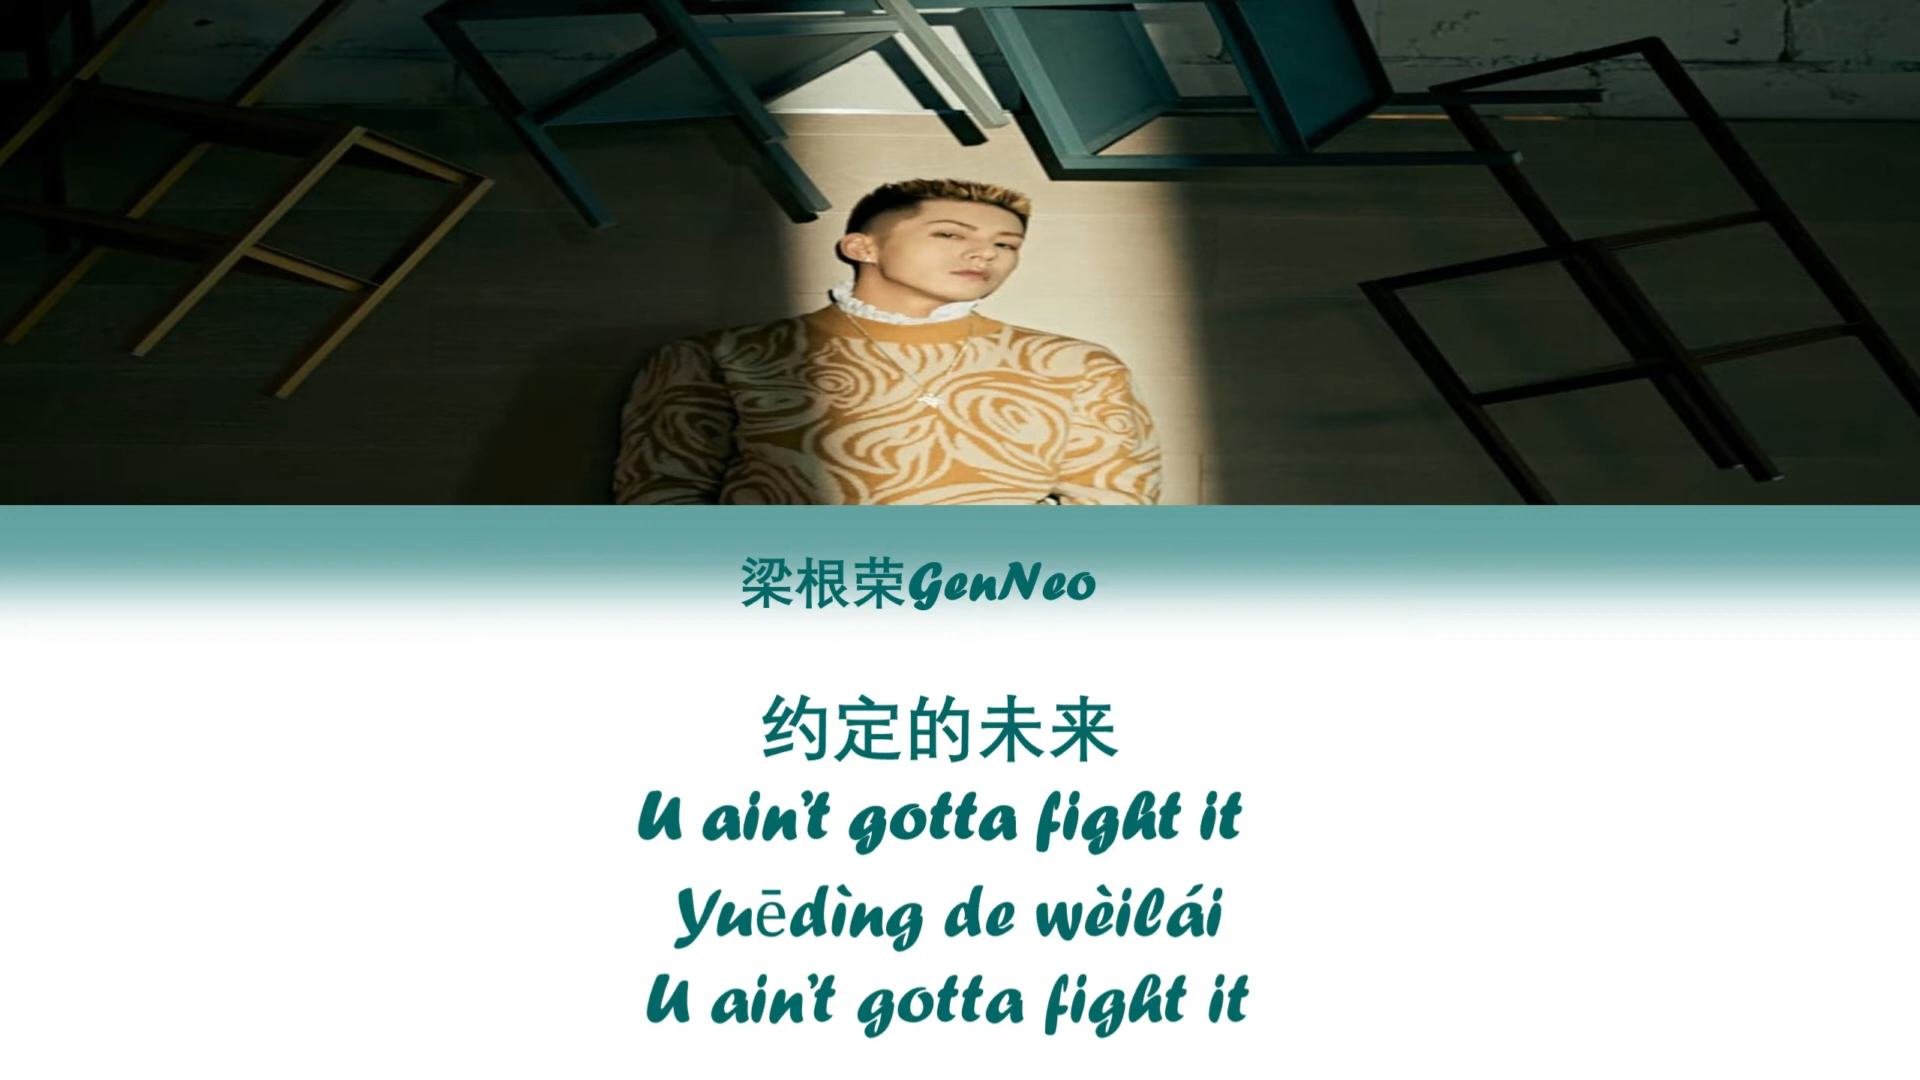 梁根荣GenNeo
约定的未来
U ain't gotta fight it
Yuēdìng de wèilái
U ain't gotta fight it